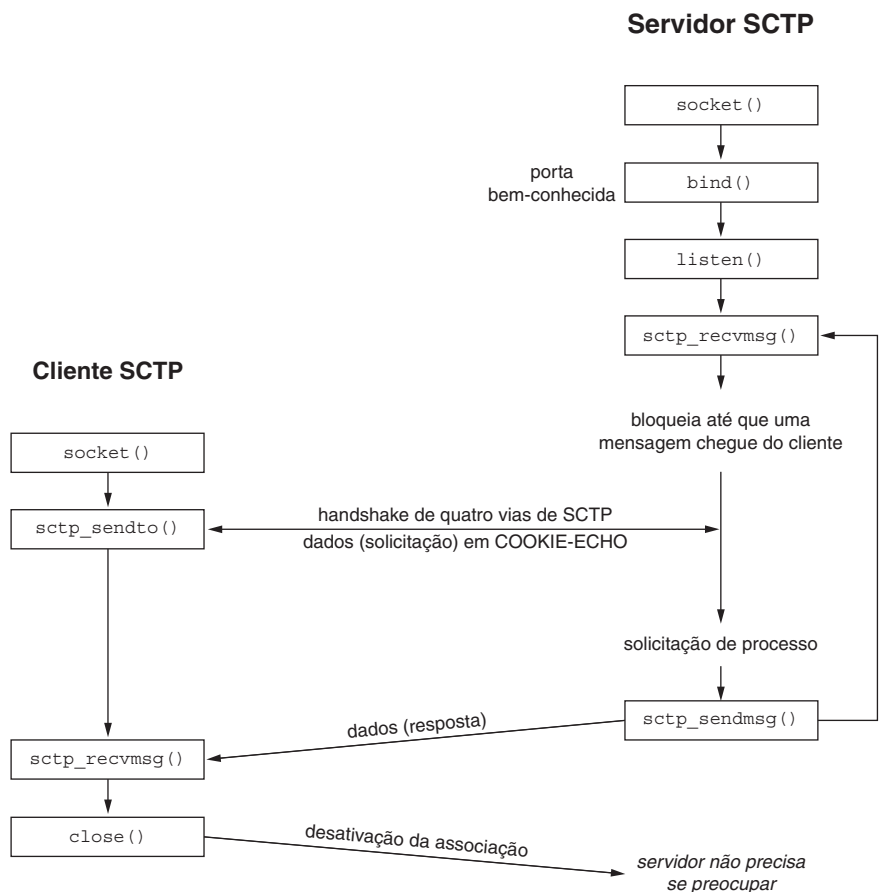 Servidor SCTP
socket()
porta
bem-conhecida
bind()
listen()
sctp_recvmsg()
Cliente SCTP
bloqueia até que uma
mensagem chegue do cliente
socket()
sctp_sendto()
handshake de quatro vias de SCTP
dados (solicitação) em COOKIE-ECHO
solicitação de processo
sctp_sendmsg()
dados (resposta)
sctp_recvmsg()
close()
desativação da associação
servidor não precisa
se preocupar